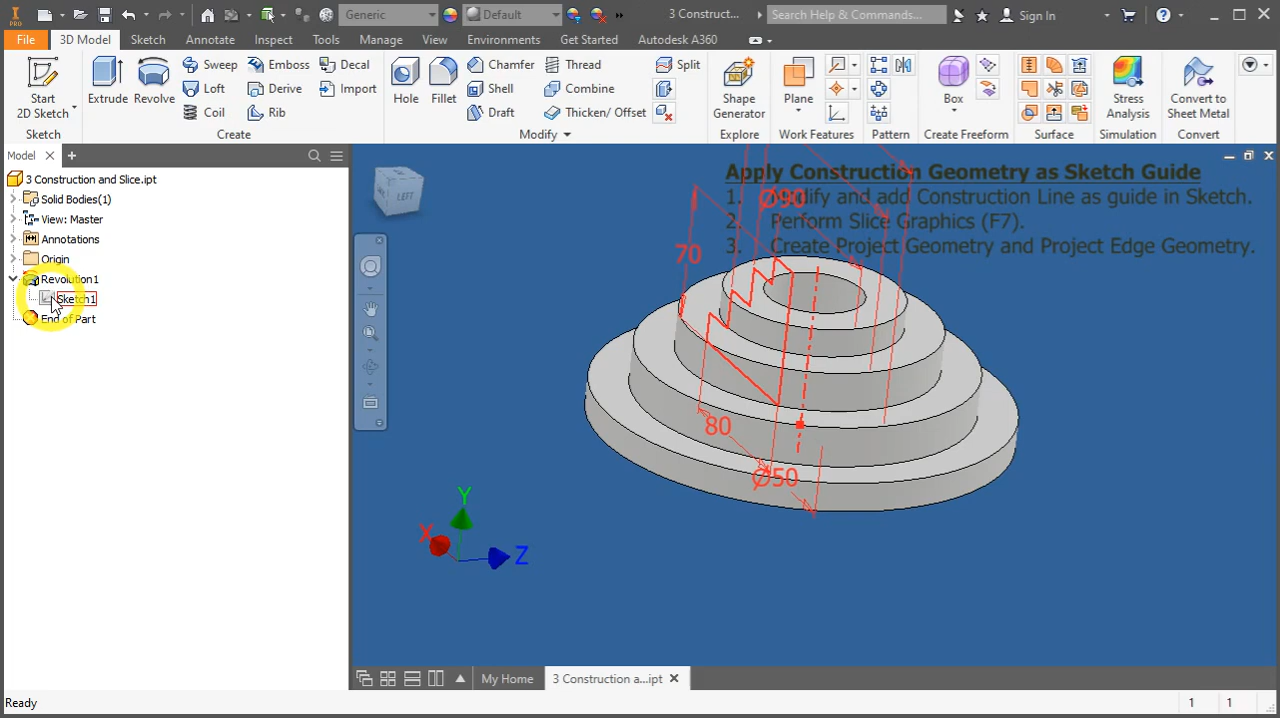 PRO
Generic
Default
3 Construct...
Search Help & Commands...
Sign In
File
3D Model
Sketch
Annotate
Inspect
Tools
Manage
View
Environments
Get Started
Autodesk A360
Start
2D Sketch
Extrude
Revolve
Sweep
Loft
Coil
Emboss
Derive
Rib
Decal
Import
Hole
Fillet
Chamfer
Shell
Draft
Thread
Combine
Thicken/ Offset
Split
Shape
Generator
Plane
Box
Stress
Analysis
Convert to
Sheet Metal
Sketch
Create
Modify
Explore
Work Features
Pattern
Create Freeform
Surface
Simulation
Convert
Model
3 Construction and Slice.ipt
Solid Bodies(1)
View: Master
Annotations
Origin
Revolution1
Sketch1
End of Part
LEFT
Apply Construction Geometry as Sketch Guide
1. Modify and add Construction Line as guide in Sketch.
2. Perform Slice Graphics (F7).
3. Create Project Geometry and Project Edge Geometry.
Ø90
70
80
Ø50
Y
X
Z
My Home
3 Construction a...ipt
Ready
1
1